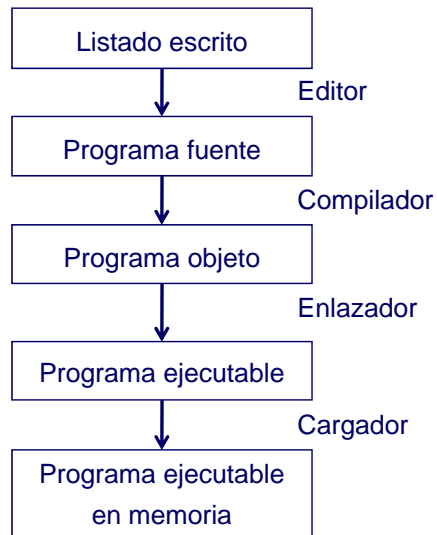 Listado escrito
Editor
Programa fuente
Compilador
Programa objeto
Enlazador
Programa ejecutable
Cargador
Programa ejecutable
en memoria